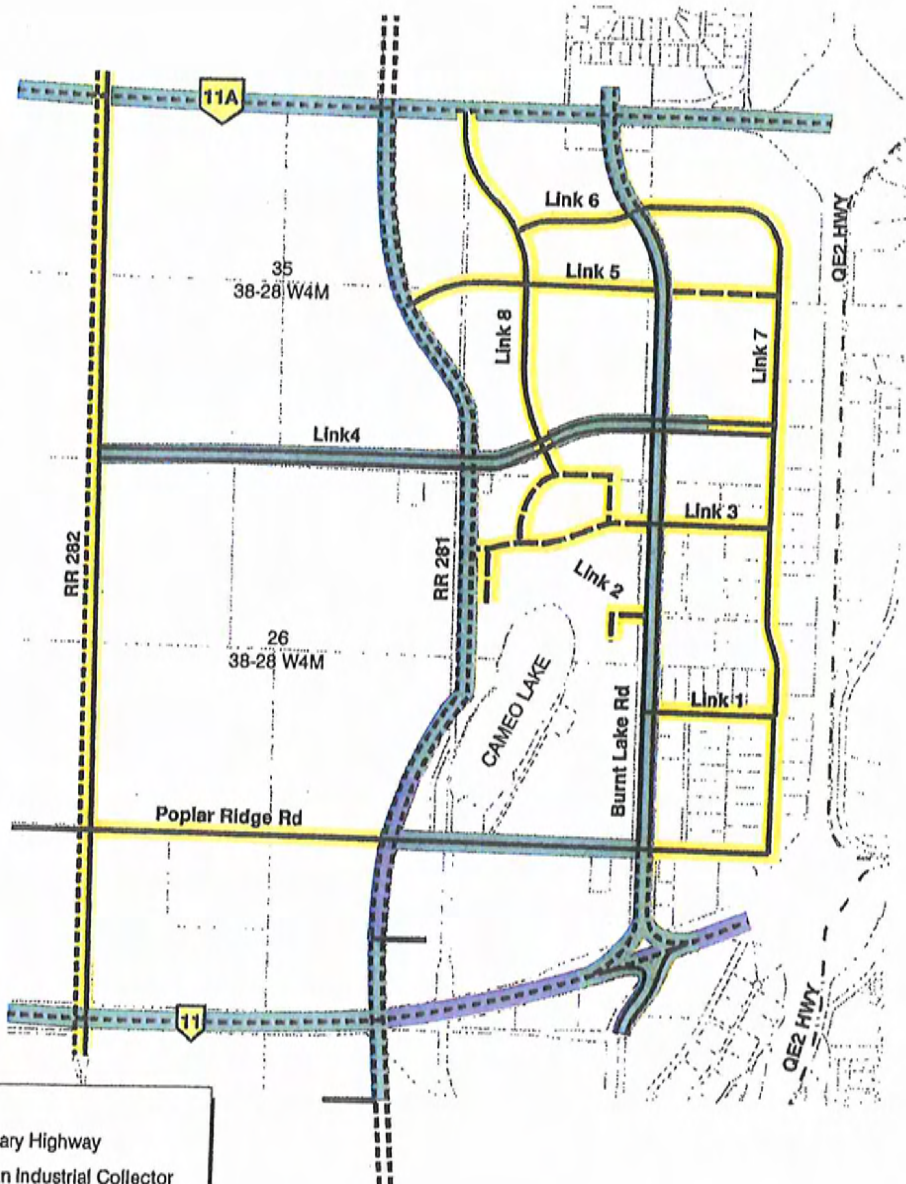 11A
Link 6
QE2 HWY
35
38-28 W4M
Link 5
Link 8
Link 7
Link4
RR 282
RR 281
Link 3
Link 2
26
38-28 W4M
CAMEO LAKE
Link 1
Burnt Lake Rd
Poplar Ridge Rd
11
QE2 HWY
ary Highway
n Industrial Collector